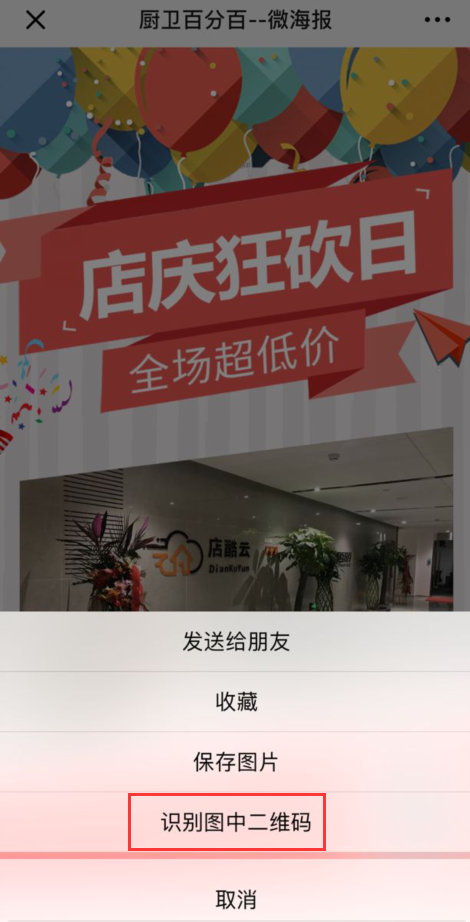 厨卫百分百--微海报
店庆狂砍日
全场超低价
店酷云
DianKuYun
发送给朋友
收藏
保存图片
识别图中二维码
取消